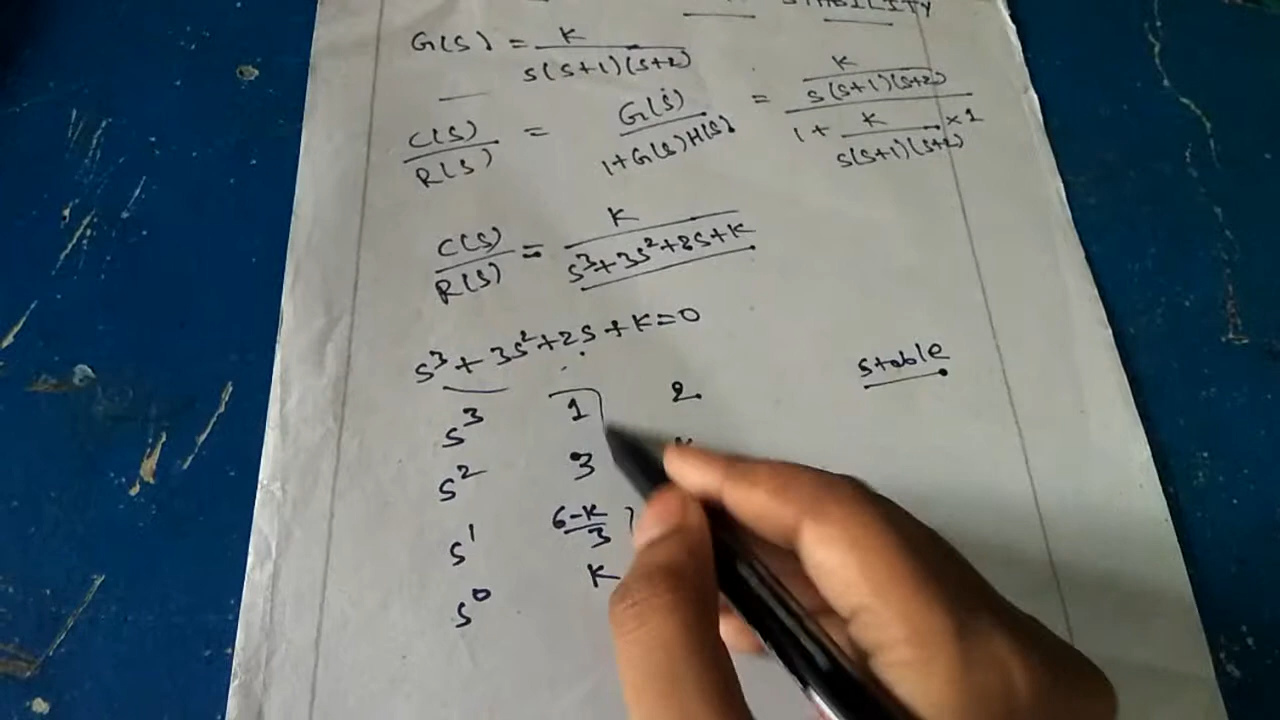 STABILITY
G(s) = K / s(s+1)(s+2)
C(s)/R(s) = G(s) / 1+G(s)H(s) = K/s(s+1)(s+2) / 1 + K/s(s+1)(s+2) × 1
C(s)/R(s) = K / s³+3s²+2s+K
s³ + 3s² + 2s + K = 0
stable
s³ 1 2
s² 3
s¹ 6-K/3
s⁰ K